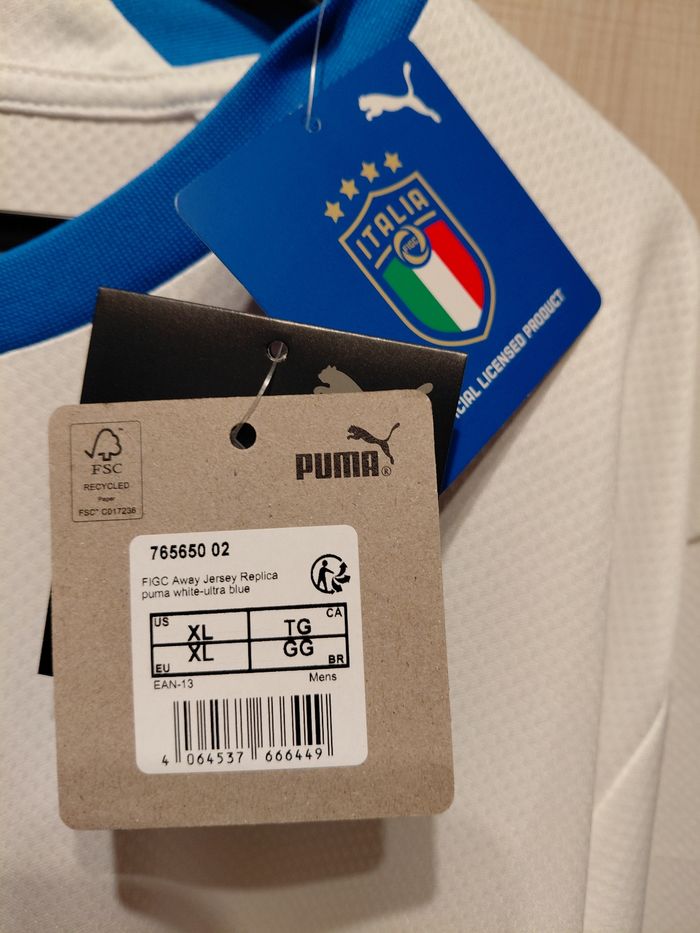 ITALIA
FIGC
CIAL LICENSED PRODUCT
FSC
RECYCLED
Paper
FSC® C017236
PUMA®
765650 02
FIGC Away Jersey Replica
puma white-ultra blue
US XL TG CA
EU XL GG BR
EAN-13 Mens
4 064537 666449